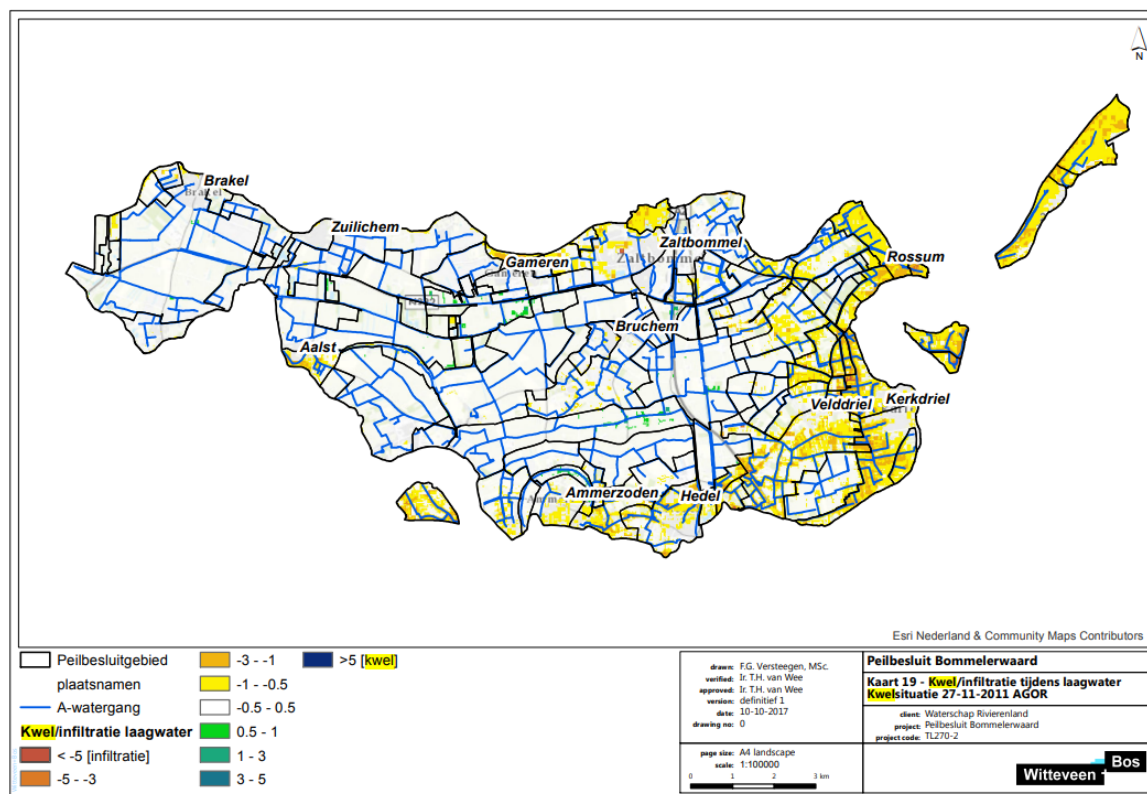 N
Brakel
Brakel
Zuilichem
Gameren
Gameren
Zaltbommel
Zaltbomme
Rossum
Bruchem
Aalst
Velddriel
Kerkdriel
Ammerzoden
Amm
Hedel
Esri Nederland & Community Maps Contributors
Peilbesluitgebied
plaatsnamen
A-watergang
Kwel/infiltratie laagwater
< -5 [infiltratie]
-5 - -3
-3 - -1
-1 - -0.5
-0.5 - 0.5
0.5 - 1
1 - 3
3 - 5
>5 [kwel]
drawn: F.G. Versteegen, MSc.
verified: Ir. T.H. van Wee
approved: Ir. T.H. van Wee
version: definitief 1
date: 10-10-2017
drawing no: 0
page size: A4 landscape
scale: 1:100000
0 1 2 3 km
Peilbesluit Bommelerwaard
Kaart 19 - Kwel/infiltratie tijdens laagwater
Kwelsituatie 27-11-2011 AGOR
client: Waterschap Rivierenland
project: Peilbesluit Bommelerwaard
project code: TL270-2
Bos
Witteveen